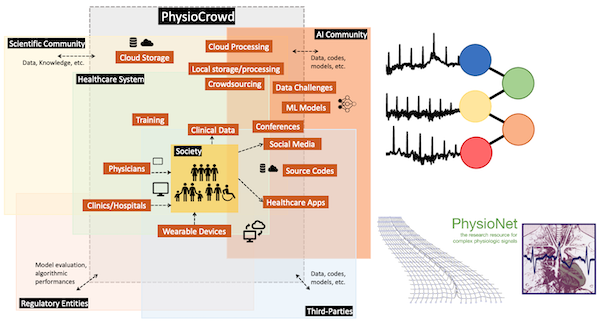 PhysioCrowd
Scientific Community
AI Community
Cloud Processing
Cloud Storage
Data, Knowledge, etc.
Data, codes,
models, etc.
Local storage/processing
Healthcare System
Crowdsourcing
Data Challenges
ML Models
Training
Clinical Data
Conferences
Social Media
Society
Physicians
Source Codes
Clinics/Hospitals
Healthcare Apps
Wearable Devices
Model evaluation,
algorithmic
performances
Data, codes,
models, etc.
Regulatory Entities
Third-Parties
PhysioNet
the research resource for
complex physiologic signals